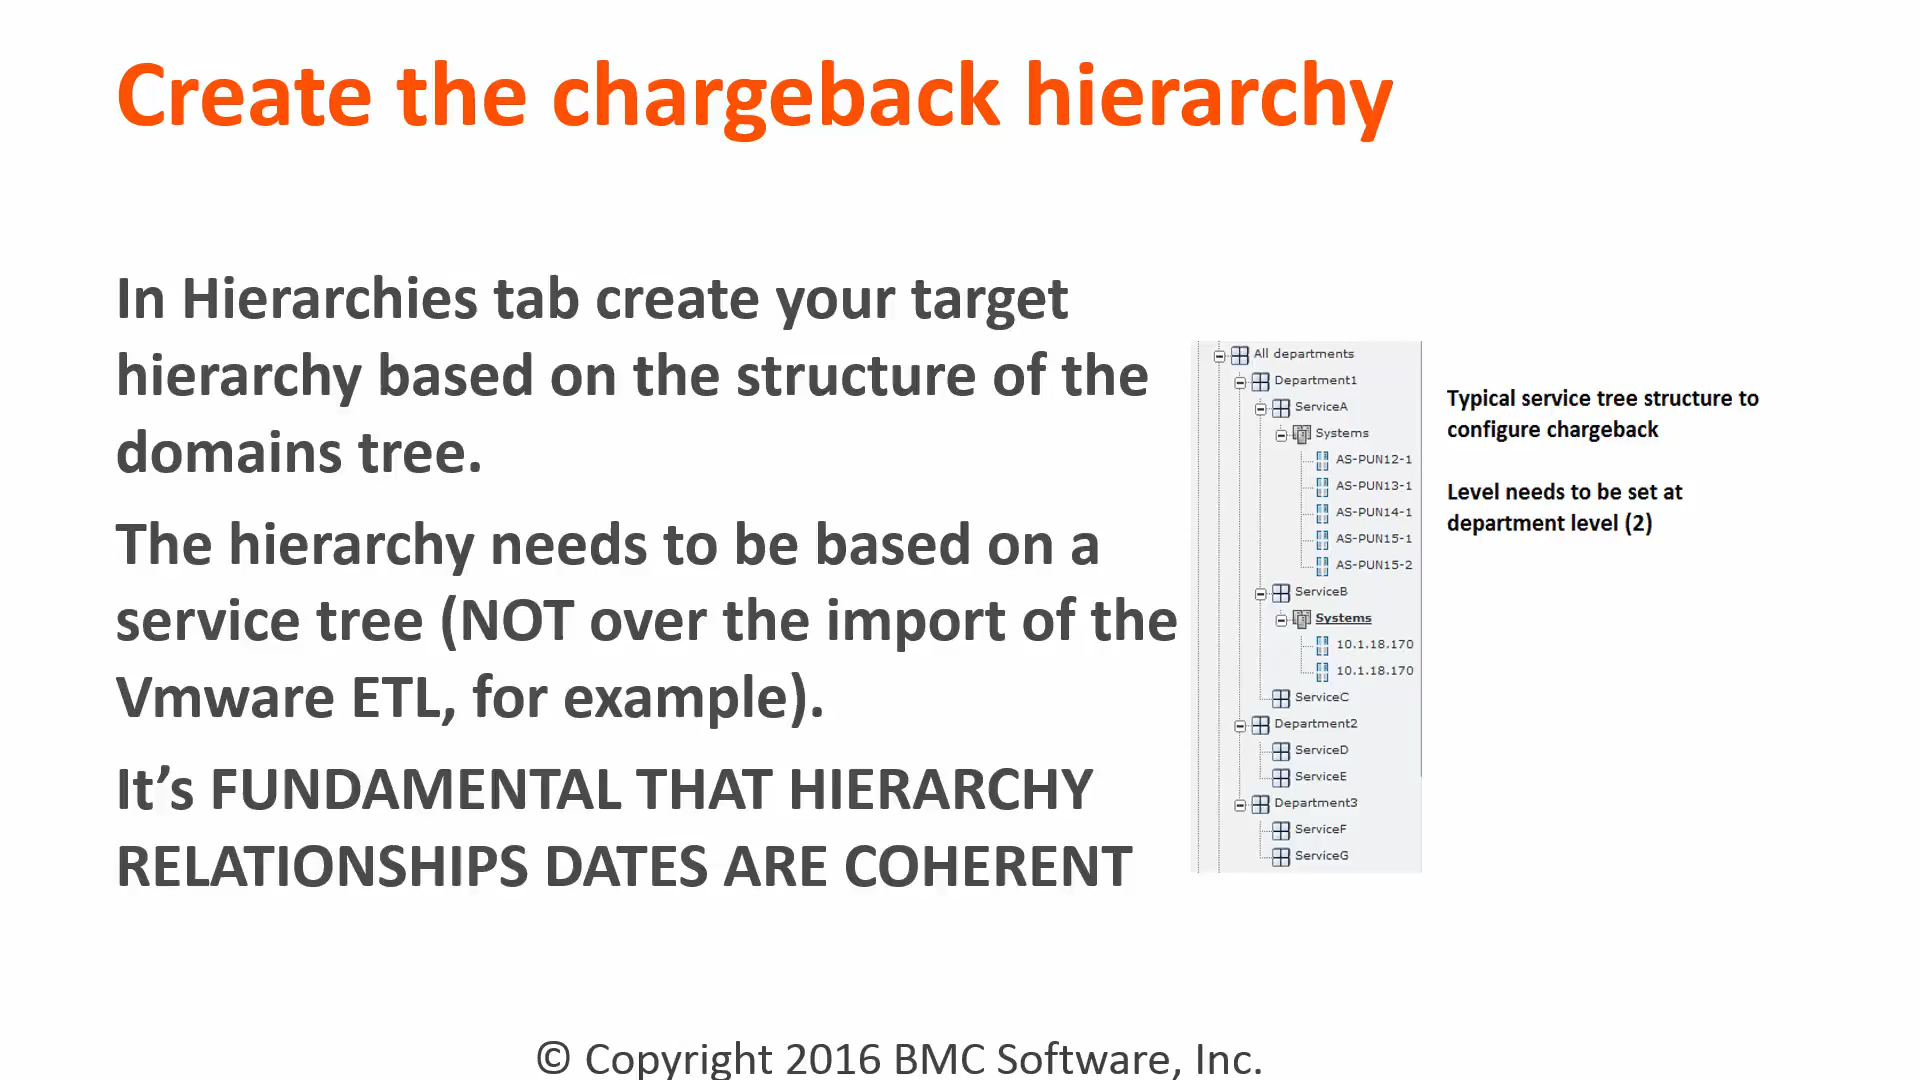 Create the chargeback hierarchy
In Hierarchies tab create your target
hierarchy based on the structure of the
domains tree.
The hierarchy needs to be based on a
service tree (NOT over the import of the
Vmware ETL, for example).
It’s FUNDAMENTAL THAT HIERARCHY
RELATIONSHIPS DATES ARE COHERENT
All departments
Department1
ServiceA
Systems
AS-PUN12-1
AS-PUN13-1
AS-PUN14-1
AS-PUN15-1
AS-PUN15-2
ServiceB
Systems
10.1.18.170
10.1.18.170
ServiceC
Department2
ServiceD
ServiceE
Department3
ServiceF
ServiceG
Typical service tree structure to
configure chargeback
Level needs to be set at
department level (2)
© Copyright 2016 BMC Software, Inc.